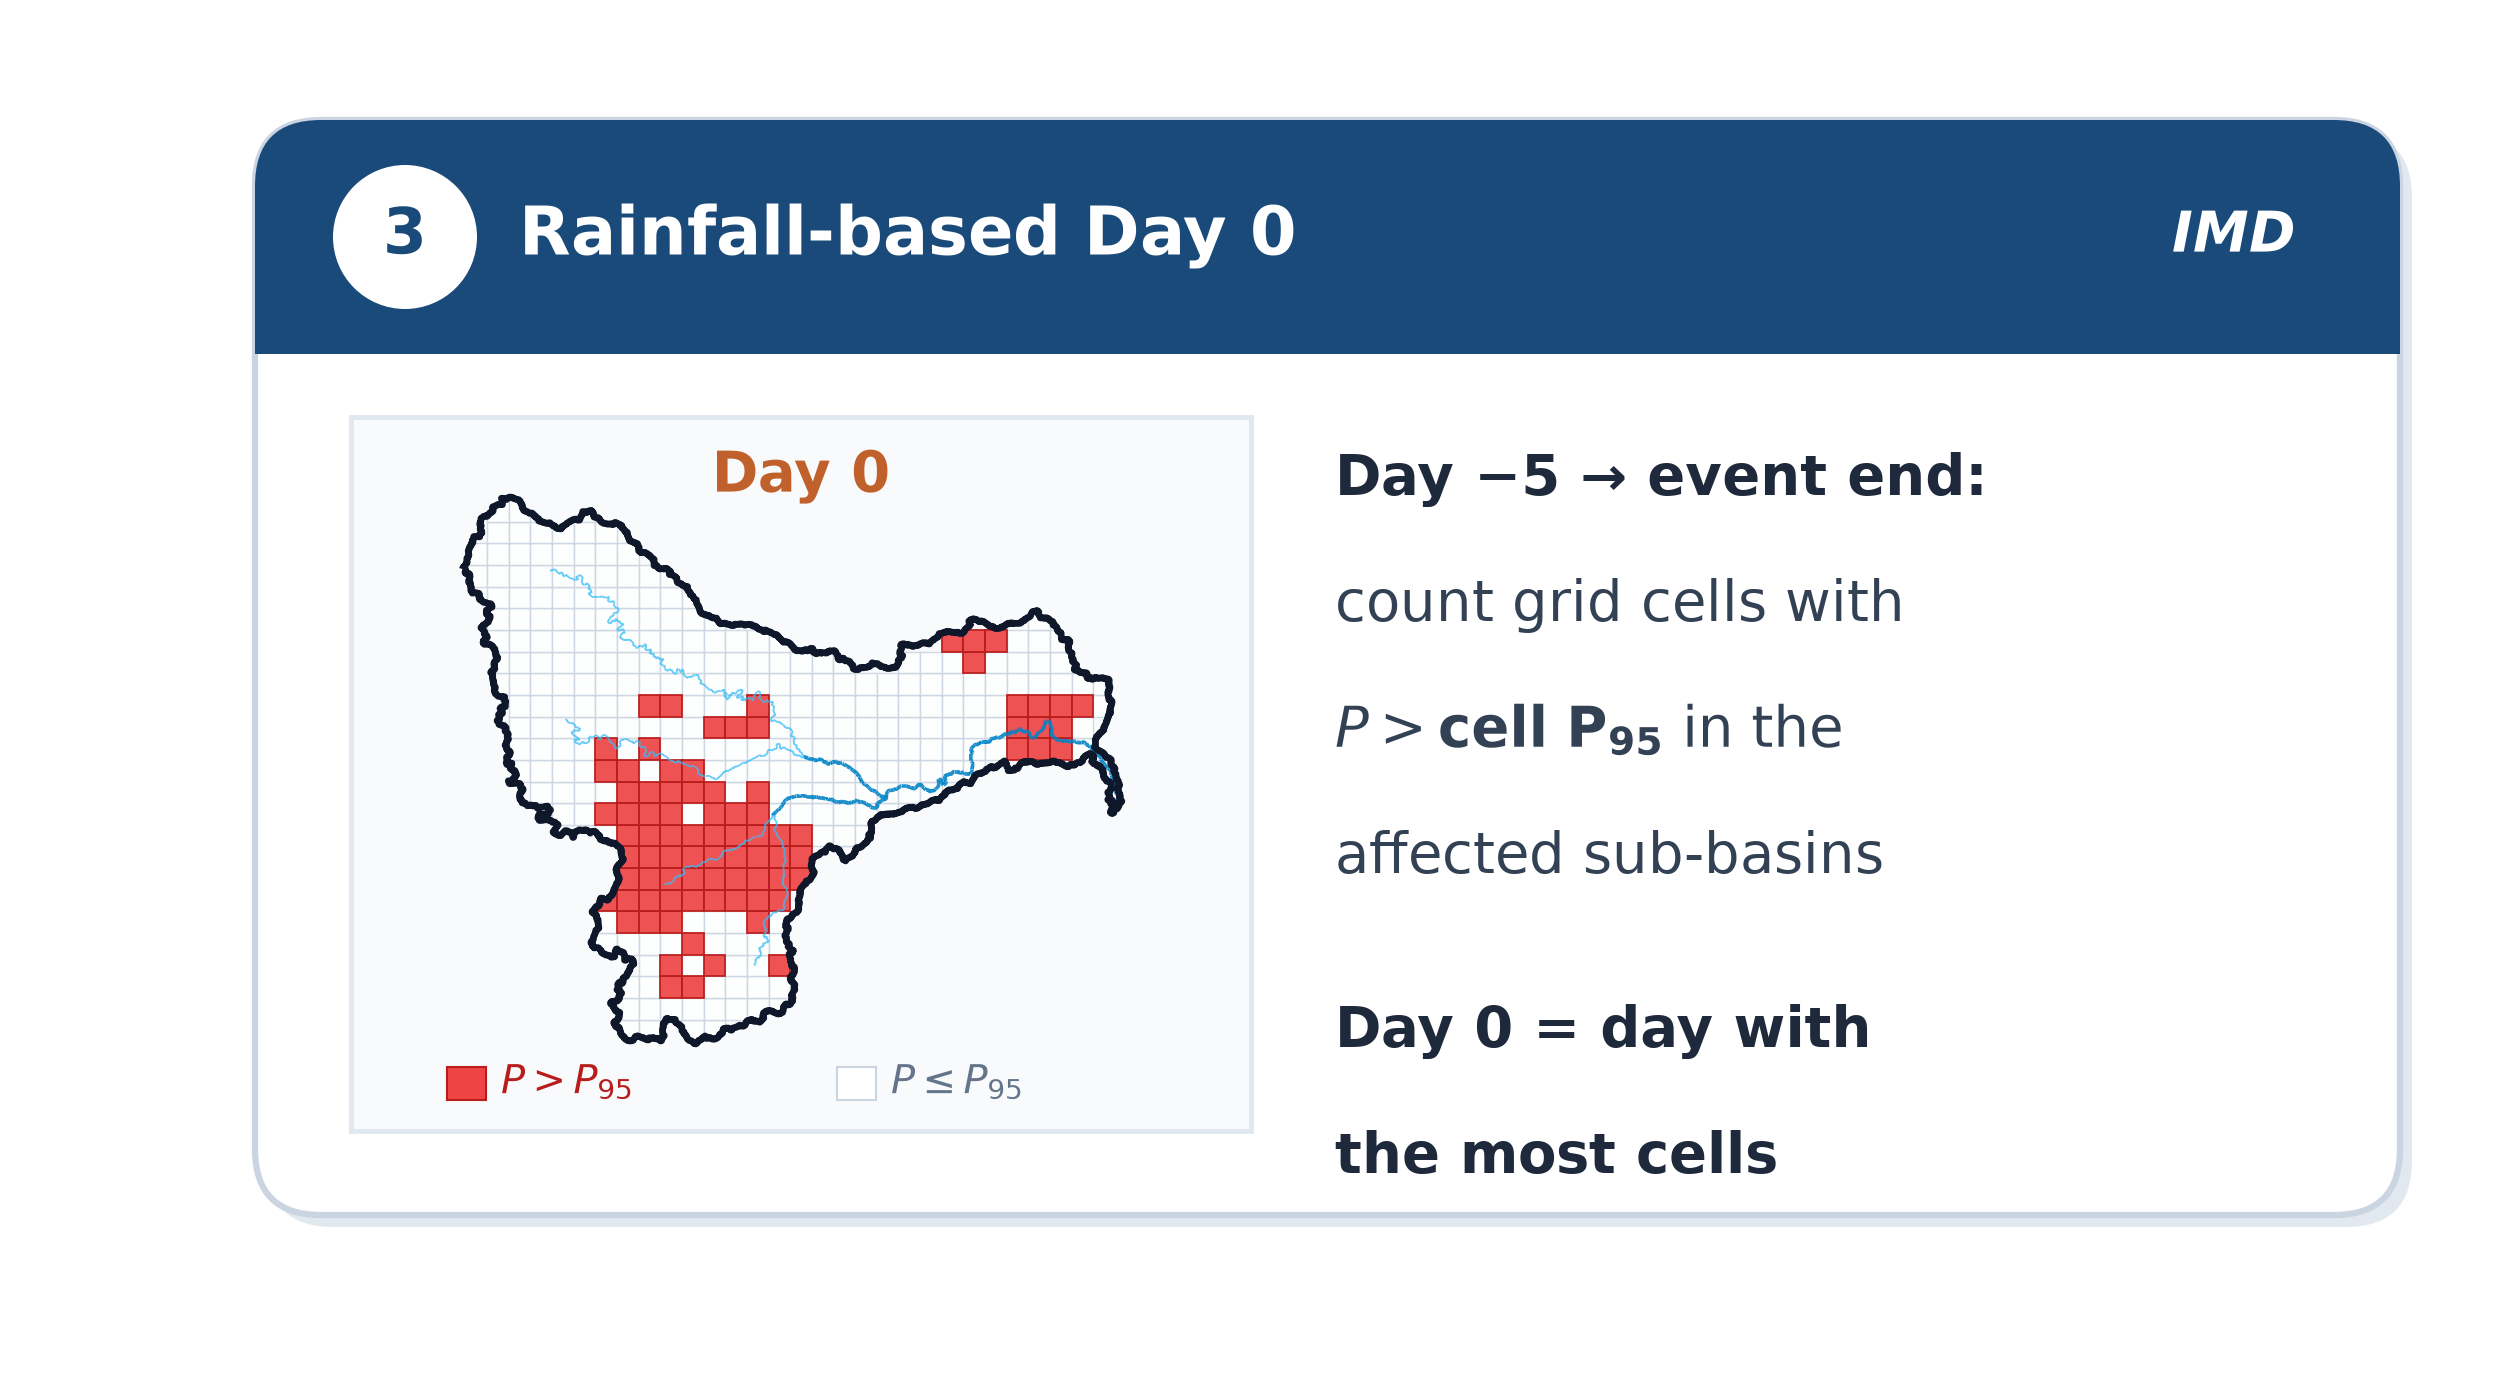 3 Rainfall-based Day 0 IMD
Day 0
P > P₉₅ P ≤ P₉₅
Day −5 → event end:
count grid cells with
P > cell P₉₅ in the
affected sub-basins
Day 0 = day with
the most cells